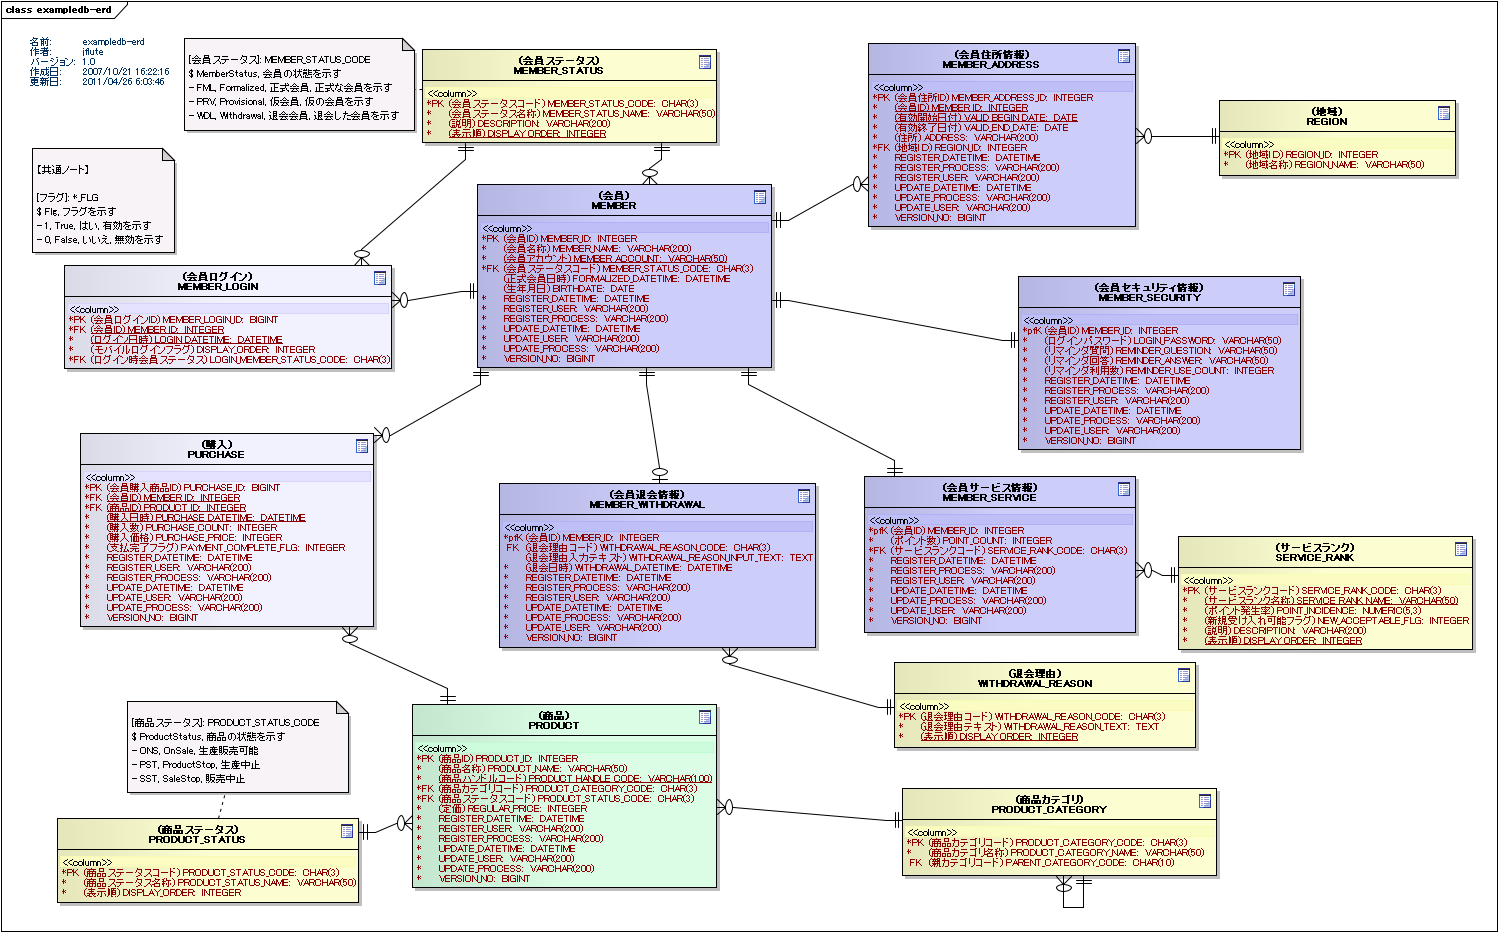 class exampledb-erd
名前: exampledb-erd
作者: jflute
バージョン: 1.0
作成日: 2007/10/21 16:22:16
更新日: 2011/04/26 6:03:46
[会員ステータス]: MEMBER_STATUS_CODE
$ MemberStatus, 会員の状態を示す
- FML, Formalized, 正式会員, 正式な会員を示す
- PRV, Provisional, 仮会員, 仮の会員を示す
- WDL, Withdrawal, 退会会員, 退会した会員を示す
(会員ステータス)
MEMBER_STATUS
<<column>>
*PK (会員ステータスコード) MEMBER_STATUS_CODE: CHAR(3)
* (会員ステータス名称) MEMBER_STATUS_NAME: VARCHAR(50)
* (説明) DESCRIPTION: VARCHAR(200)
* (表示順) DISPLAY_ORDER: INTEGER
(会員住所情報)
MEMBER_ADDRESS
<<column>>
*PK (会員住所ID) MEMBER_ADDRESS_ID: INTEGER
* (会員ID) MEMBER_ID: INTEGER
* (有効開始日付) VALID_BEGIN_DATE: DATE
* (有効終了日付) VALID_END_DATE: DATE
* (住所) ADDRESS: VARCHAR(200)
*FK (地域ID) REGION_ID: INTEGER
* REGISTER_DATETIME: DATETIME
* REGISTER_PROCESS: VARCHAR(200)
* REGISTER_USER: VARCHAR(200)
* UPDATE_DATETIME: DATETIME
* UPDATE_PROCESS: VARCHAR(200)
* UPDATE_USER: VARCHAR(200)
* VERSION_NO: BIGINT
(地域)
REGION
<<column>>
*PK (地域ID) REGION_ID: INTEGER
* (地域名称) REGION_NAME: VARCHAR(50)
【共通ノート】
[フラグ]: *_FLG
$ Flg, フラグを示す
- 1, True, はい, 有効を示す
- 0, False, いいえ, 無効を示す
(会員)
MEMBER
<<column>>
*PK (会員ID) MEMBER_ID: INTEGER
* (会員名称) MEMBER_NAME: VARCHAR(200)
* (会員アカウント) MEMBER_ACCOUNT: VARCHAR(50)
*FK (会員ステータスコード) MEMBER_STATUS_CODE: CHAR(3)
(正式会員日時) FORMALIZED_DATETIME: DATETIME
(生年月日) BIRTHDATE: DATE
* REGISTER_DATETIME: DATETIME
* REGISTER_USER: VARCHAR(200)
* REGISTER_PROCESS: VARCHAR(200)
* UPDATE_DATETIME: DATETIME
* UPDATE_USER: VARCHAR(200)
* UPDATE_PROCESS: VARCHAR(200)
* VERSION_NO: BIGINT
(会員ログイン)
MEMBER_LOGIN
<<column>>
*PK (会員ログインID) MEMBER_LOGIN_ID: BIGINT
*FK (会員ID) MEMBER_ID: INTEGER
* (ログイン日時) LOGIN_DATETIME: DATETIME
* (モバイルログインフラグ) DISPLAY_ORDER: INTEGER
*FK (ログイン時会員ステータス) LOGIN_MEMBER_STATUS_CODE: CHAR(3)
(会員セキュリティ情報)
MEMBER_SECURITY
<<column>>
*pfK (会員ID) MEMBER_ID: INTEGER
* (ログインパスワード) LOGIN_PASSWORD: VARCHAR(50)
* (リマインダ質問) REMINDER_QUESTION: VARCHAR(50)
* (リマインダ回答) REMINDER_ANSWER: VARCHAR(50)
* (リマインダ利用数) REMINDER_USE_COUNT: INTEGER
* REGISTER_DATETIME: DATETIME
* REGISTER_PROCESS: VARCHAR(200)
* REGISTER_USER: VARCHAR(200)
* UPDATE_DATETIME: DATETIME
* UPDATE_PROCESS: VARCHAR(200)
* UPDATE_USER: VARCHAR(200)
* VERSION_NO: BIGINT
(購入)
PURCHASE
<<column>>
*PK (会員購入商品ID) PURCHASE_ID: BIGINT
*FK (会員ID) MEMBER_ID: INTEGER
*FK (商品ID) PRODUCT_ID: INTEGER
* (購入日時) PURCHASE_DATETIME: DATETIME
* (購入数) PURCHASE_COUNT: INTEGER
* (購入価格) PURCHASE_PRICE: INTEGER
* (支払完了フラグ) PAYMENT_COMPLETE_FLG: INTEGER
* REGISTER_DATETIME: DATETIME
* REGISTER_USER: VARCHAR(200)
* REGISTER_PROCESS: VARCHAR(200)
* UPDATE_DATETIME: DATETIME
* UPDATE_USER: VARCHAR(200)
* UPDATE_PROCESS: VARCHAR(200)
* VERSION_NO: BIGINT
(会員退会情報)
MEMBER_WITHDRAWAL
<<column>>
*pfK (会員ID) MEMBER_ID: INTEGER
FK (退会理由コード) WITHDRAWAL_REASON_CODE: CHAR(3)
(退会理由入力テキスト) WITHDRAWAL_REASON_INPUT_TEXT: TEXT
* (退会日時) WITHDRAWAL_DATETIME: DATETIME
* REGISTER_DATETIME: DATETIME
* REGISTER_PROCESS: VARCHAR(200)
* REGISTER_USER: VARCHAR(200)
* UPDATE_DATETIME: DATETIME
* UPDATE_PROCESS: VARCHAR(200)
* UPDATE_USER: VARCHAR(200)
* VERSION_NO: BIGINT
(会員サービス情報)
MEMBER_SERVICE
<<column>>
*pfK (会員ID) MEMBER_ID: INTEGER
* (ポイント数) POINT_COUNT: INTEGER
*FK (サービスランクコード) SERVICE_RANK_CODE: CHAR(3)
* REGISTER_DATETIME: DATETIME
* REGISTER_PROCESS: VARCHAR(200)
* REGISTER_USER: VARCHAR(200)
* UPDATE_DATETIME: DATETIME
* UPDATE_PROCESS: VARCHAR(200)
* UPDATE_USER: VARCHAR(200)
* VERSION_NO: BIGINT
(サービスランク)
SERVICE_RANK
<<column>>
*PK (サービスランクコード) SERVICE_RANK_CODE: CHAR(3)
* (サービスランク名称) SERVICE_RANK_NAME: VARCHAR(50)
* (ポイント発生率) POINT_INCIDENCE: NUMERIC(5,3)
* (新規受け入れ可能フラグ) NEW_ACCEPTABLE_FLG: INTEGER
* (説明) DESCRIPTION: VARCHAR(200)
* (表示順) DISPLAY_ORDER: INTEGER
(退会理由)
WITHDRAWAL_REASON
<<column>>
*PK (退会理由コード) WITHDRAWAL_REASON_CODE: CHAR(3)
* (退会理由テキスト) WITHDRAWAL_REASON_TEXT: TEXT
* (表示順) DISPLAY_ORDER: INTEGER
[商品ステータス]: PRODUCT_STATUS_CODE
$ ProductStatus, 商品の状態を示す
- ONS, OnSale, 生産販売可能
- PST, ProductStop, 生産中止
- SST, SaleStop, 販売中止
(商品)
PRODUCT
<<column>>
*PK (商品ID) PRODUCT_ID: INTEGER
* (商品名称) PRODUCT_NAME: VARCHAR(50)
* (商品ハンドルコード) PRODUCT_HANDLE_CODE: VARCHAR(100)
*FK (商品カテゴリコード) PRODUCT_CATEGORY_CODE: CHAR(3)
*FK (商品ステータスコード) PRODUCT_STATUS_CODE: CHAR(3)
* (定価) REGULAR_PRICE: INTEGER
* REGISTER_DATETIME: DATETIME
* REGISTER_USER: VARCHAR(200)
* REGISTER_PROCESS: VARCHAR(200)
* UPDATE_DATETIME: DATETIME
* UPDATE_USER: VARCHAR(200)
* UPDATE_PROCESS: VARCHAR(200)
* VERSION_NO: BIGINT
(商品ステータス)
PRODUCT_STATUS
<<column>>
*PK (商品ステータスコード) PRODUCT_STATUS_CODE: CHAR(3)
* (商品ステータス名称) PRODUCT_STATUS_NAME: VARCHAR(50)
* (表示順) DISPLAY_ORDER: INTEGER
(商品カテゴリ)
PRODUCT_CATEGORY
<<column>>
*PK (商品カテゴリコード) PRODUCT_CATEGORY_CODE: CHAR(3)
* (商品カテゴリ名称) PRODUCT_CATEGORY_NAME: VARCHAR(50)
FK (親カテゴリコード) PARENT_CATEGORY_CODE: CHAR(10)